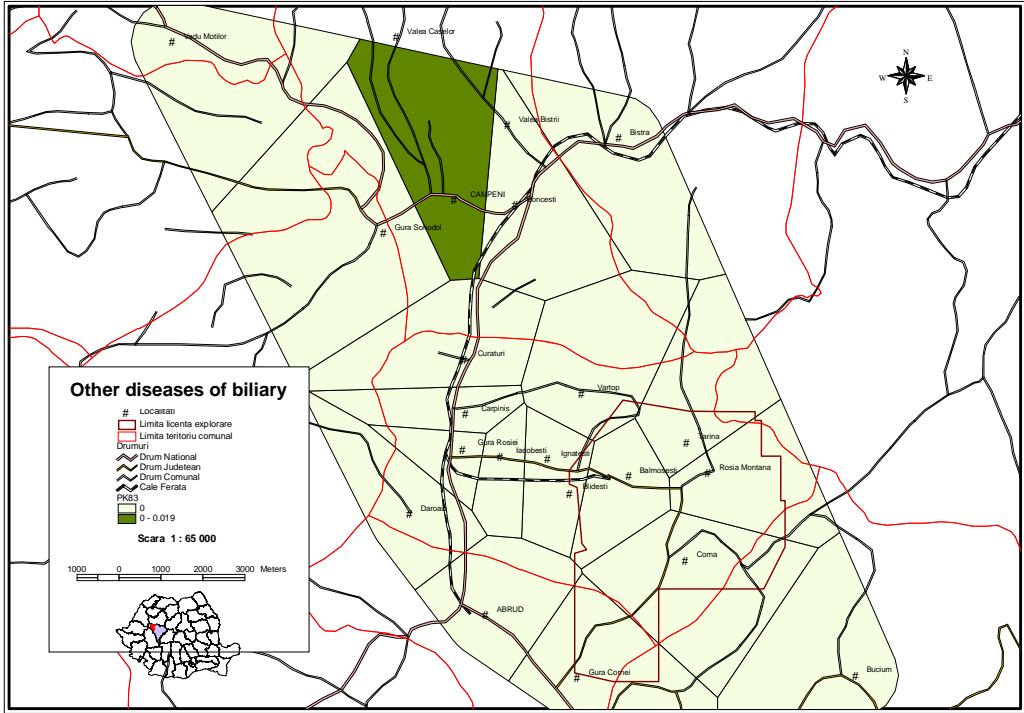 Vadu Motilor
#
Valea Caselor
#
N
W
E
S
Valea Bistrii
#
Bistra
#
CAMPENI
#
#
Gura Sohodol
#
Curaturi
#
Vartop
#
Carpinis
#
Gura Rosiei
#
Iacobesti
#
Ignatesti
#
Tarina
#
Balmosesti
#
Rosia Montana
#
Blidesti
#
Daroaia
#
Corna
#
ABRUD
#
Gura Cornei
#
Bucium
#
Other diseases of biliary
# Localitati
Limita licenta explorare
Limita teritoriu comunal
Drumuri
Drum National
Drum Judetean
Drum Comunal
Cale Ferata
PK83
0
0 - 0.019
Scara 1 : 65 000
1000 0 1000 2000 3000 Meters